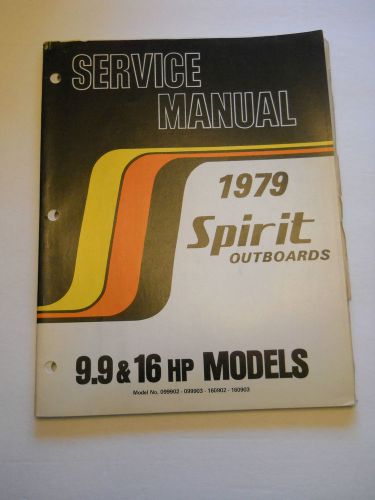 SERVICE
MANUAL
1979
Spirit
OUTBOARDS
9.9 & 16 HP MODELS
Model No. 099902 - 099903 - 160902 - 160903